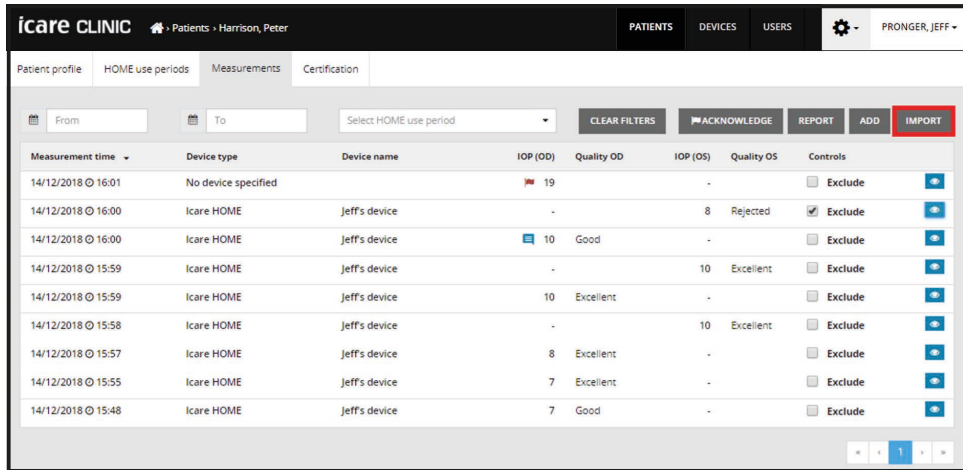 icare CLINIC › Patients › Harrison, Peter PATIENTS DEVICES USERS PRONGER, JEFF
Patient profile HOME use periods Measurements Certification
From To Select HOME use period CLEAR FILTERS ACKNOWLEDGE REPORT ADD IMPORT
Measurement time Device type Device name IOP (OD) Quality OD IOP (OS) Quality OS Controls
14/12/2018 16:01 No device specified 19 - Exclude
14/12/2018 16:00 Icare HOME Jeff's device - 8 Rejected Exclude
14/12/2018 16:00 Icare HOME Jeff's device 10 Good - Exclude
14/12/2018 15:59 Icare HOME Jeff's device - 10 Excellent Exclude
14/12/2018 15:59 Icare HOME Jeff's device 10 Excellent - Exclude
14/12/2018 15:58 Icare HOME Jeff's device - 10 Excellent Exclude
14/12/2018 15:57 Icare HOME Jeff's device 8 Excellent - Exclude
14/12/2018 15:55 Icare HOME Jeff's device 7 Excellent - Exclude
14/12/2018 15:48 Icare HOME Jeff's device 7 Good - Exclude
« ‹ 1 › »